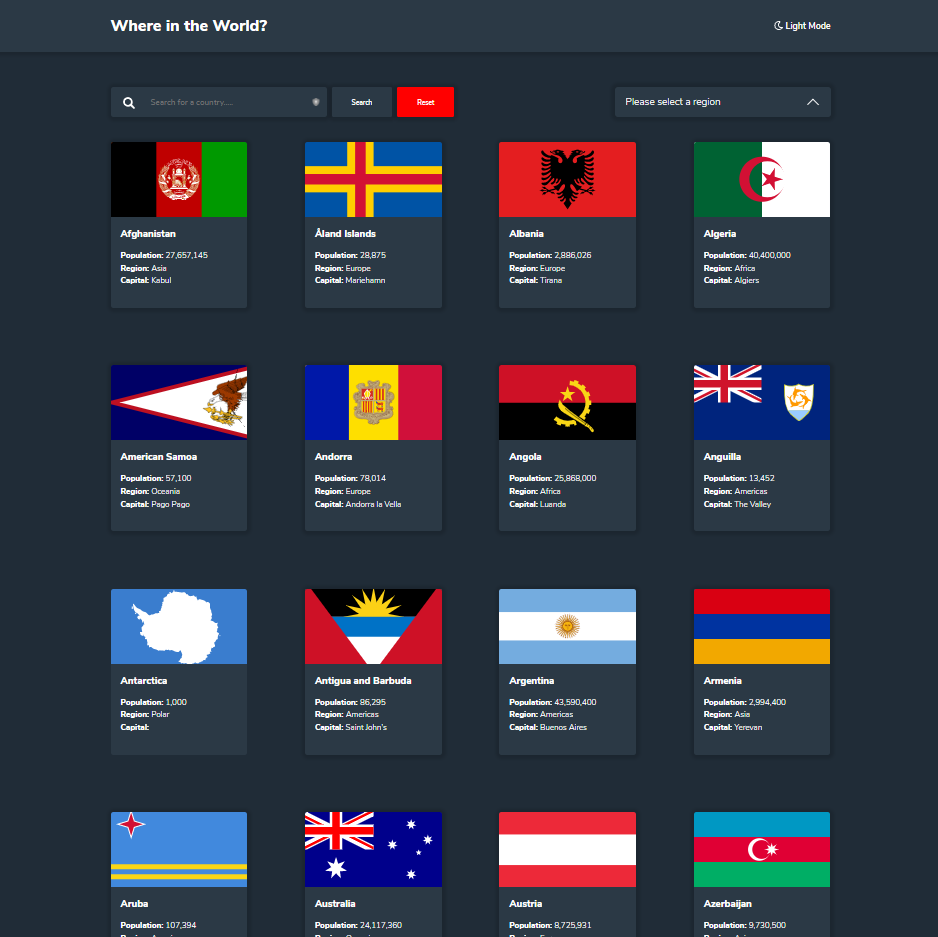 Where in the World?
Light Mode
Search for a country.....
Search
Reset
Please select a region
Afghanistan
Population: 27,657,145
Region: Asia
Capital: Kabul
Åland Islands
Population: 28,875
Region: Europe
Capital: Mariehamn
Albania
Population: 2,886,026
Region: Europe
Capital: Tirana
Algeria
Population: 40,400,000
Region: Africa
Capital: Algiers
American Samoa
Population: 57,100
Region: Oceania
Capital: Pago Pago
Andorra
Population: 78,014
Region: Europe
Capital: Andorra la Vella
Angola
Population: 25,868,000
Region: Africa
Capital: Luanda
Anguilla
Population: 13,452
Region: Americas
Capital: The Valley
Antarctica
Population: 1,000
Region: Polar
Capital:
Antigua and Barbuda
Population: 86,295
Region: Americas
Capital: Saint John's
Argentina
Population: 43,590,400
Region: Americas
Capital: Buenos Aires
Armenia
Population: 2,994,400
Region: Asia
Capital: Yerevan
Aruba
Population: 107,394
Australia
Population: 24,117,360
Austria
Population: 8,725,931
Azerbaijan
Population: 9,730,500